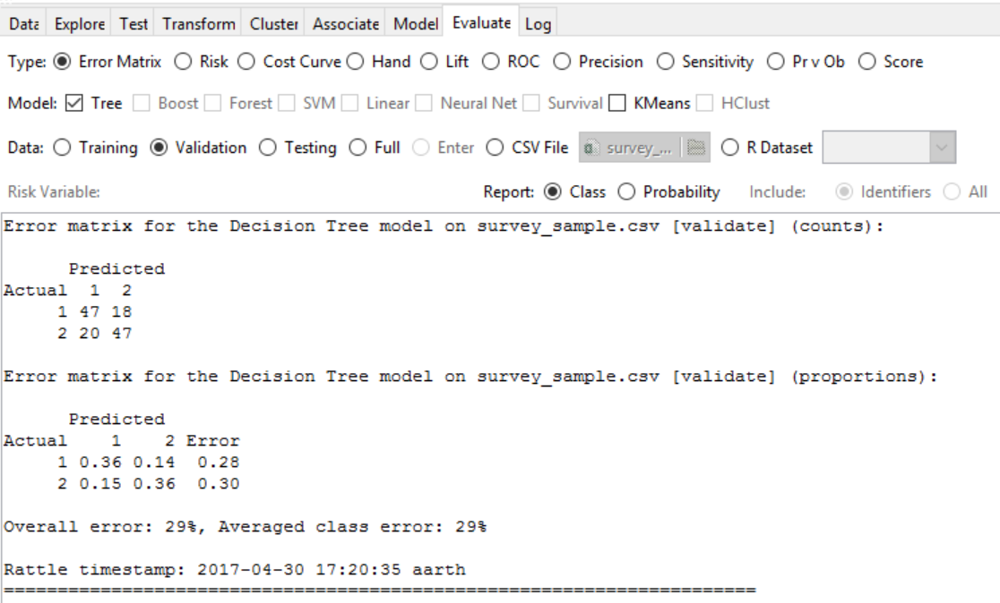 Data Explore Test Transform Cluster Associate Model Evaluate Log
Type: Error Matrix Risk Cost Curve Hand Lift ROC Precision Sensitivity Pr v Ob Score
Model: Tree Boost Forest SVM Linear Neural Net Survival KMeans HClust
Data: Training Validation Testing Full Enter CSV File survey_... R Dataset
Risk Variable: Report: Class Probability Include: Identifiers All
Error matrix for the Decision Tree model on survey_sample.csv [validate] (counts):
Predicted
Actual 1 2
1 47 18
2 20 47
Error matrix for the Decision Tree model on survey_sample.csv [validate] (proportions):
Predicted
Actual 1 2 Error
1 0.36 0.14 0.28
2 0.15 0.36 0.30
Overall error: 29%, Averaged class error: 29%
Rattle timestamp: 2017-04-30 17:20:35 aarth
======================================================================